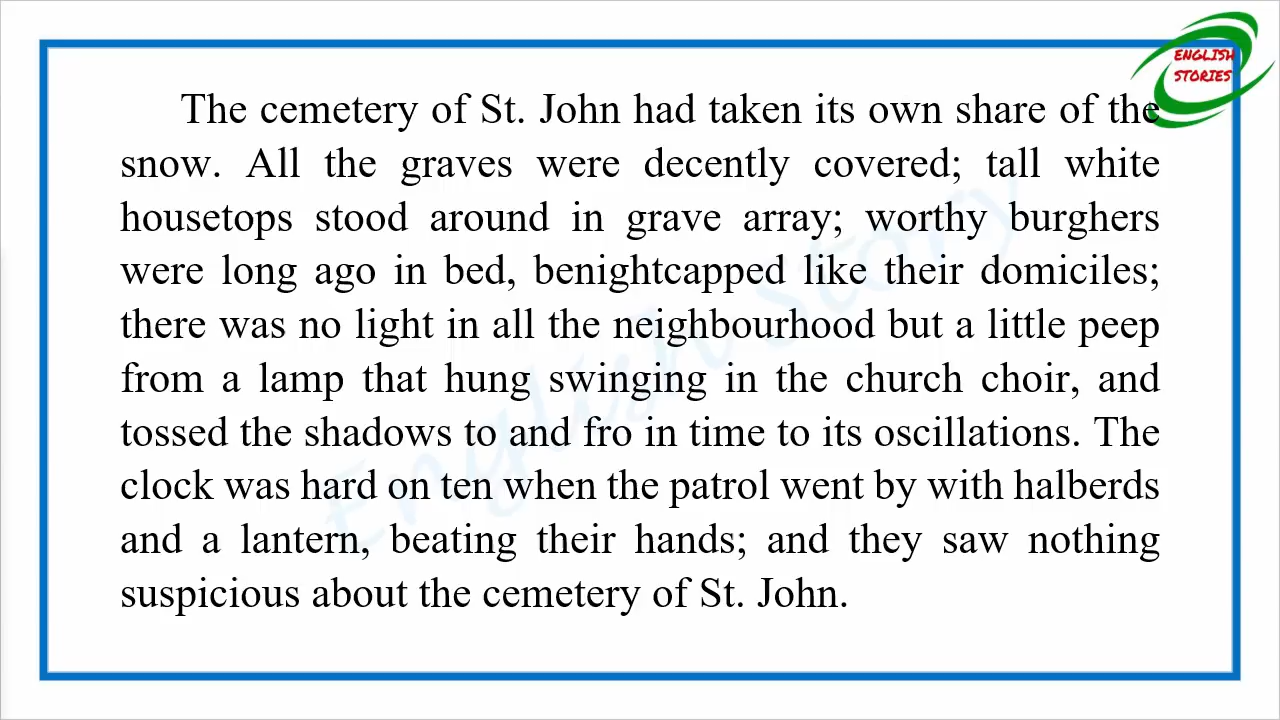 ENGLISH
STORIES
The cemetery of St. John had taken its own share of the
snow. All the graves were decently covered; tall white
housetops stood around in grave array; worthy burghers
were long ago in bed, benightcapped like their domiciles;
there was no light in all the neighbourhood but a little peep
from a lamp that hung swinging in the church choir, and
tossed the shadows to and fro in time to its oscillations. The
clock was hard on ten when the patrol went by with halberds
and a lantern, beating their hands; and they saw nothing
suspicious about the cemetery of St. John.
English Story